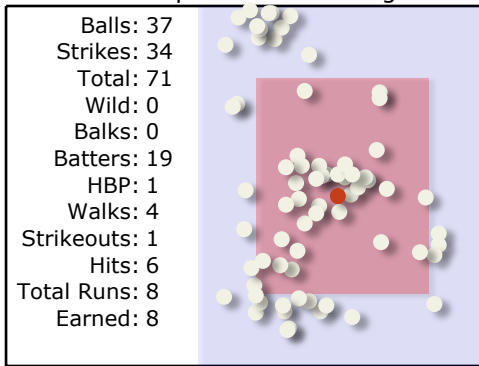 Balls: 37
Strikes: 34
Total: 71
Wild: 0
Balks: 0
Batters: 19
HBP: 1
Walks: 4
Strikeouts: 1
Hits: 6
Total Runs: 8
Earned: 8